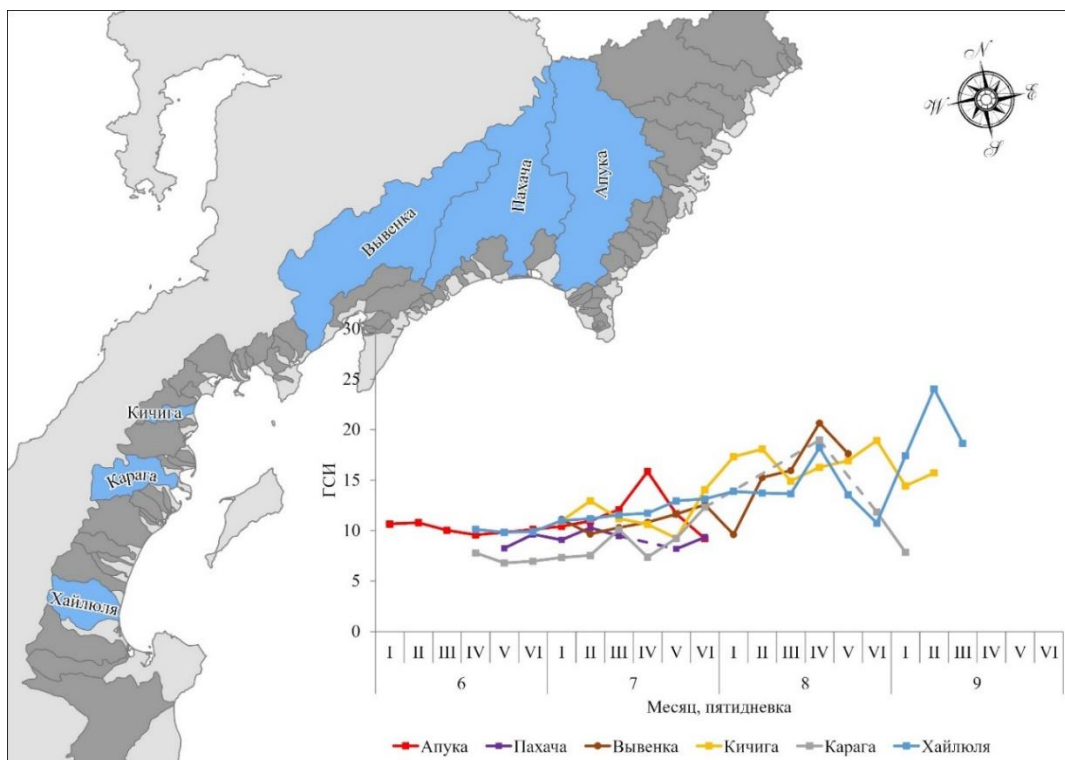 N
W
E
S
Апука
Пахача
Вывенка
Кичига
Карага
Хайлюля
30
25
20
15
10
5
0
ГСИ
I II III IV V VI I II III IV V VI I II III IV V VI I II III IV V VI
6 7 8 9
Месяц, пятидневка
Апука Пахача Вывенка Кичига Карага Хайлюля